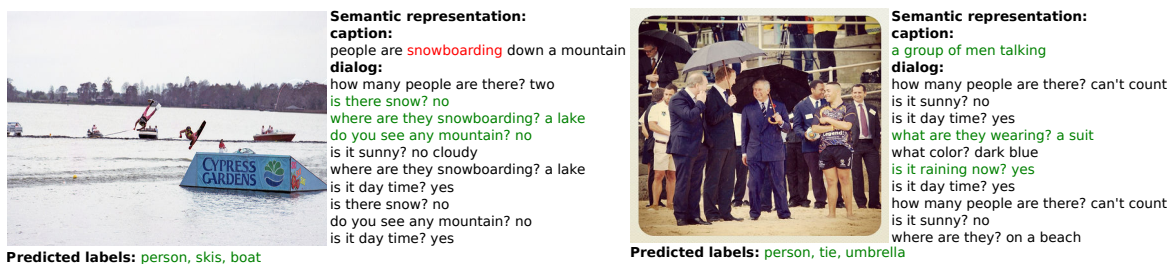 Semantic representation:
caption:
people are snowboarding down a mountain
dialog:
how many people are there? two
is there snow? no
where are they snowboarding? a lake
do you see any mountain? no
is it sunny? no cloudy
where are they snowboarding? a lake
is it day time? yes
is there snow? no
do you see any mountain? no
is it day time? yes
CYPRESS
GARDENS
Predicted labels: person, skis, boat
Semantic representation:
caption:
a group of men talking
dialog:
how many people are there? can't count
is it sunny? no
is it day time? yes
what are they wearing? a suit
what color? dark blue
is it raining now? yes
is it day time? yes
how many people are there? can't count
is it sunny? no
where are they? on a beach
Predicted labels: person, tie, umbrella